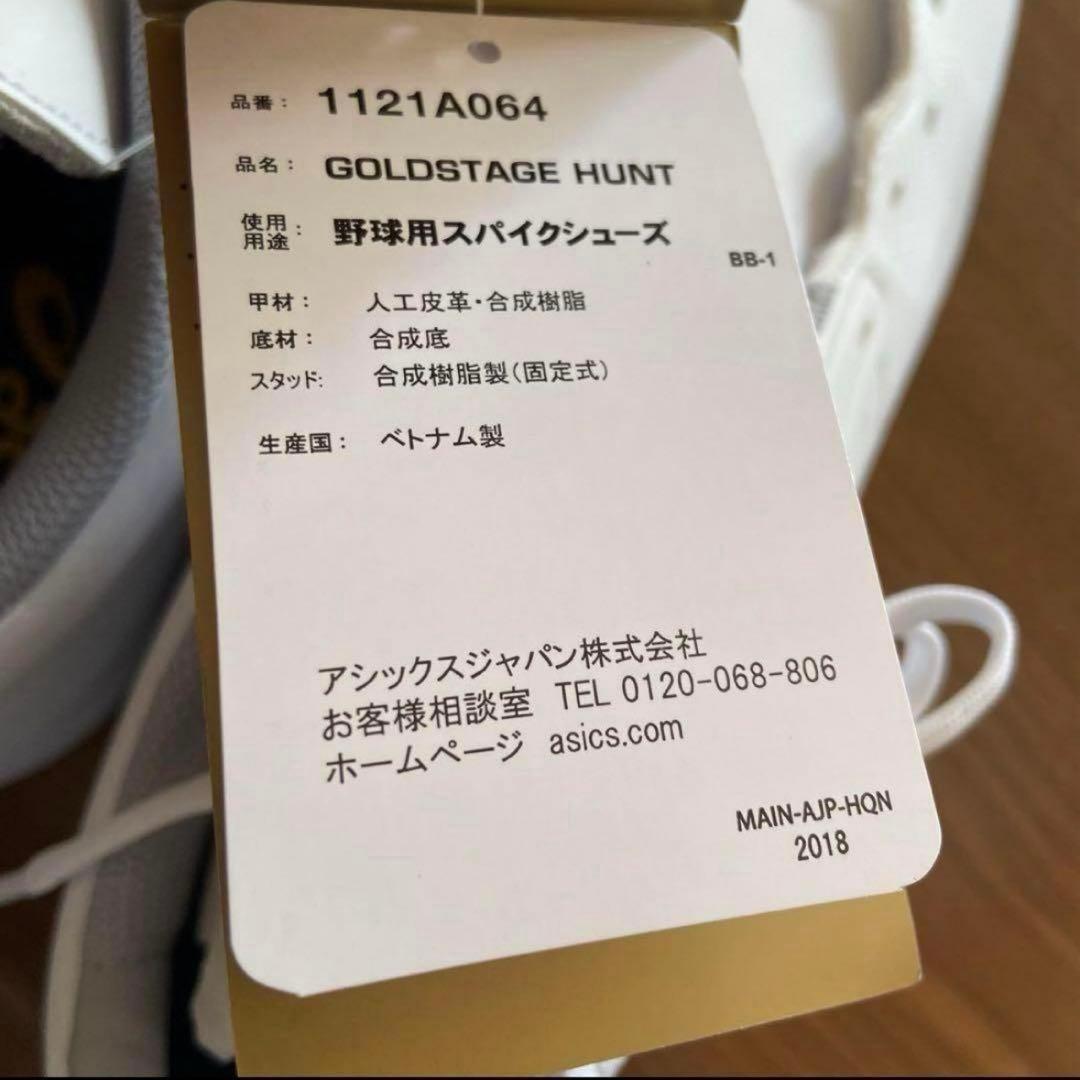 品番： 1121A064
品名： GOLDSTAGE HUNT
使用用途： 野球用スパイクシューズ
BB-1
甲材： 人工皮革・合成樹脂
底材： 合成底
スタッド： 合成樹脂製（固定式）
生産国： ベトナム製
アシックスジャパン株式会社
お客様相談室 TEL 0120-068-806
ホームページ asics.com
MAIN-AJP-HQN
2018